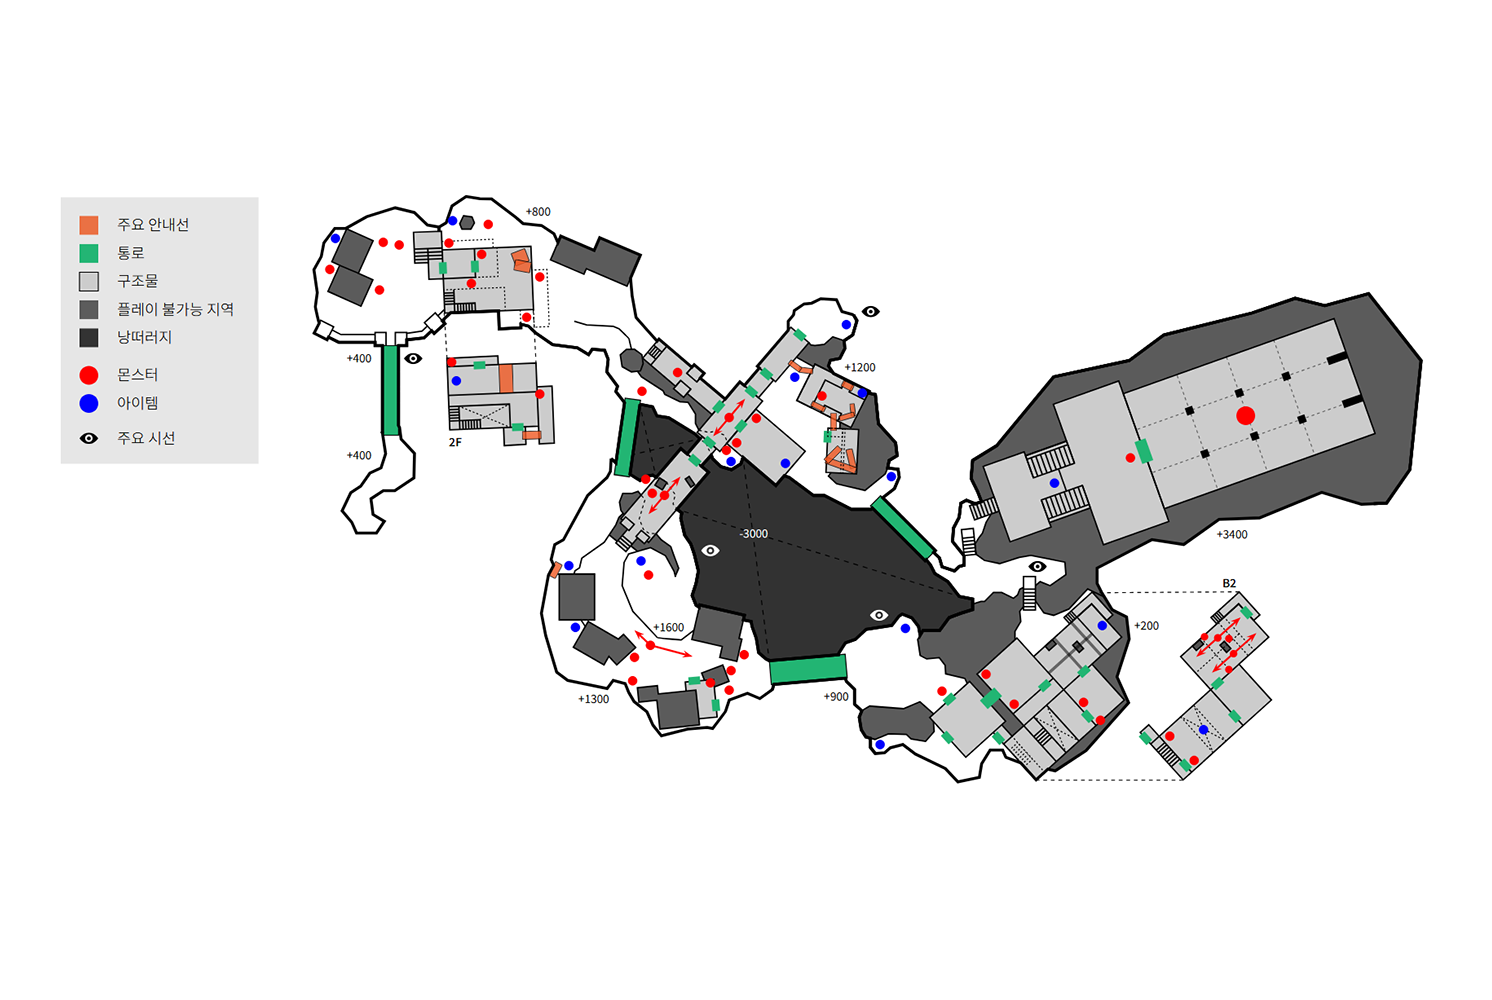 주요 안내선
통로
구조물
플레이 불가능 지역
낭떠러지
몬스터
아이템
주요 시선
+800
+400
+1200
+400
2F
-3000
+3400
B2
+1600
+200
+1300
+900